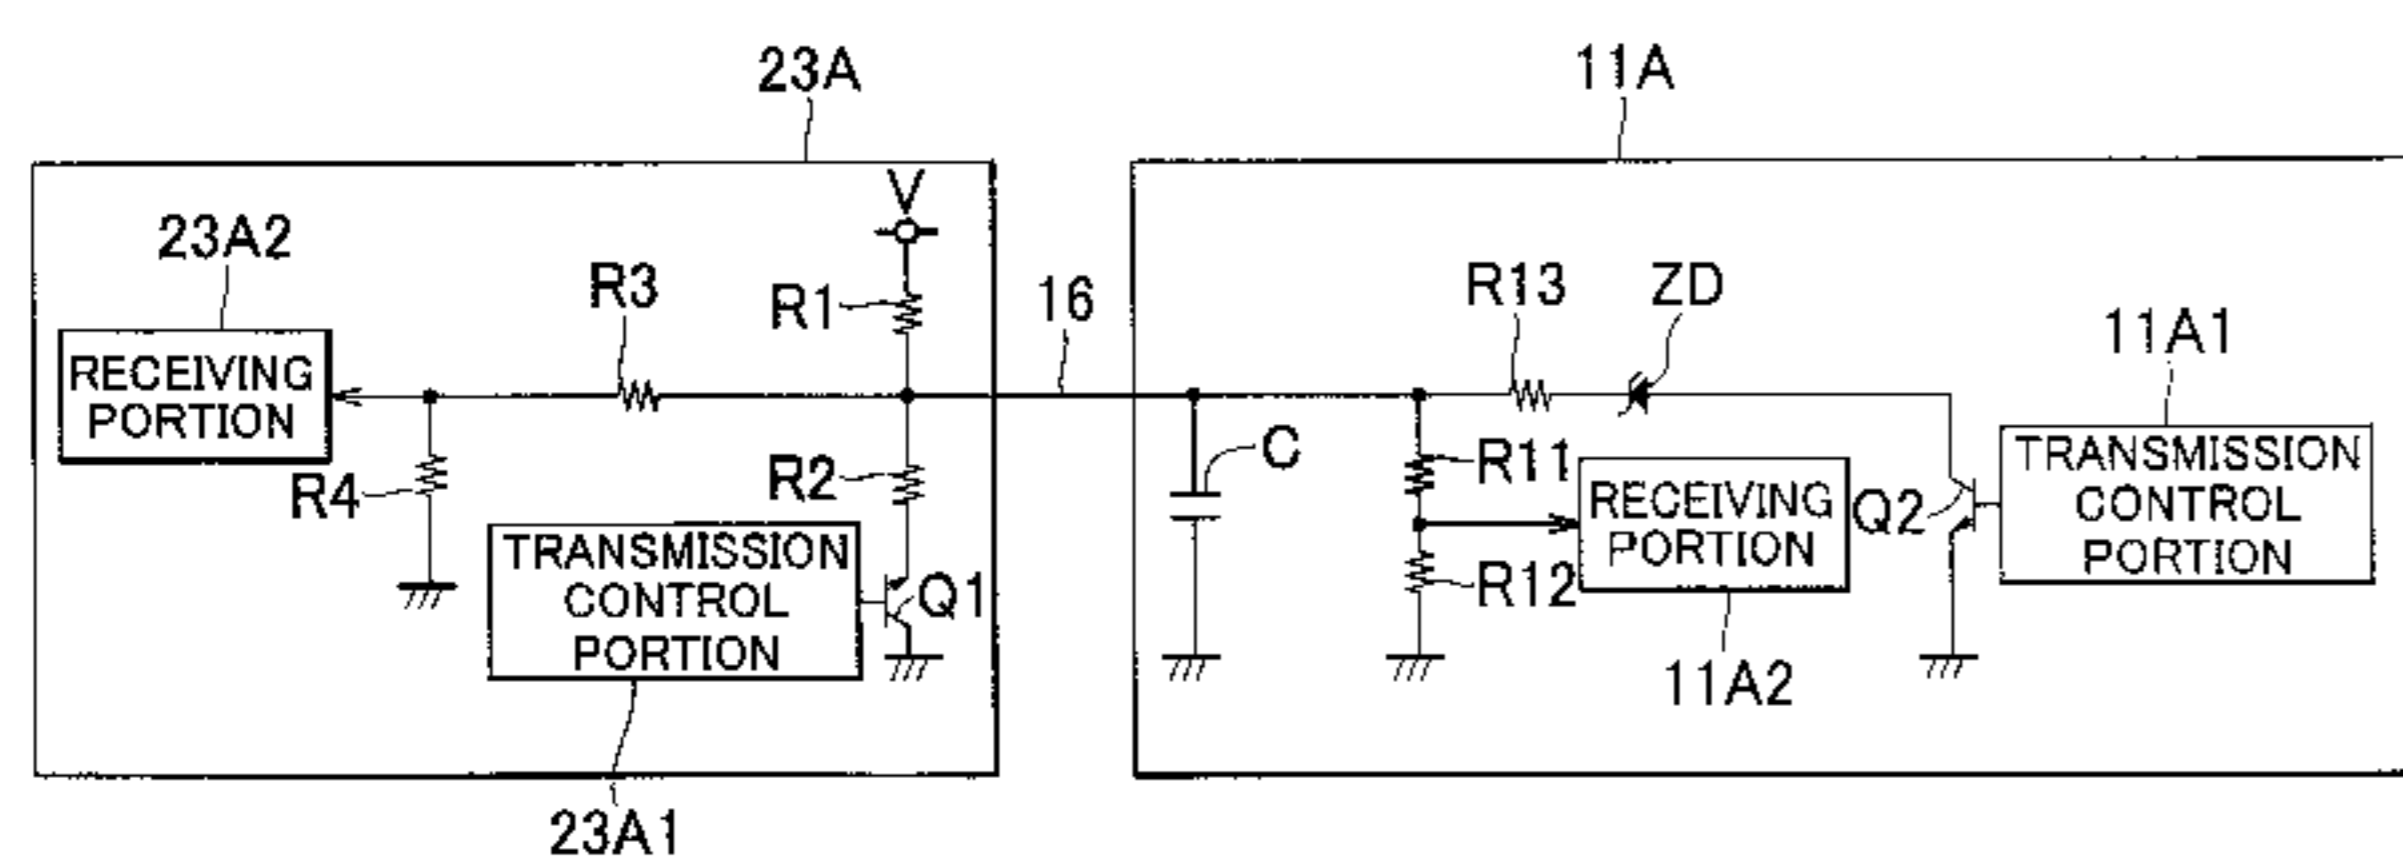 23A
11A
V
23A2
R3
R1
16
R13
ZD
11A1
RECEIVING
PORTION
R4
R2
C
R11
RECEIVING
PORTION
Q2
TRANSMISSION
CONTROL
PORTION
TRANSMISSION
CONTROL
PORTION
Q1
R12
11A2
23A1